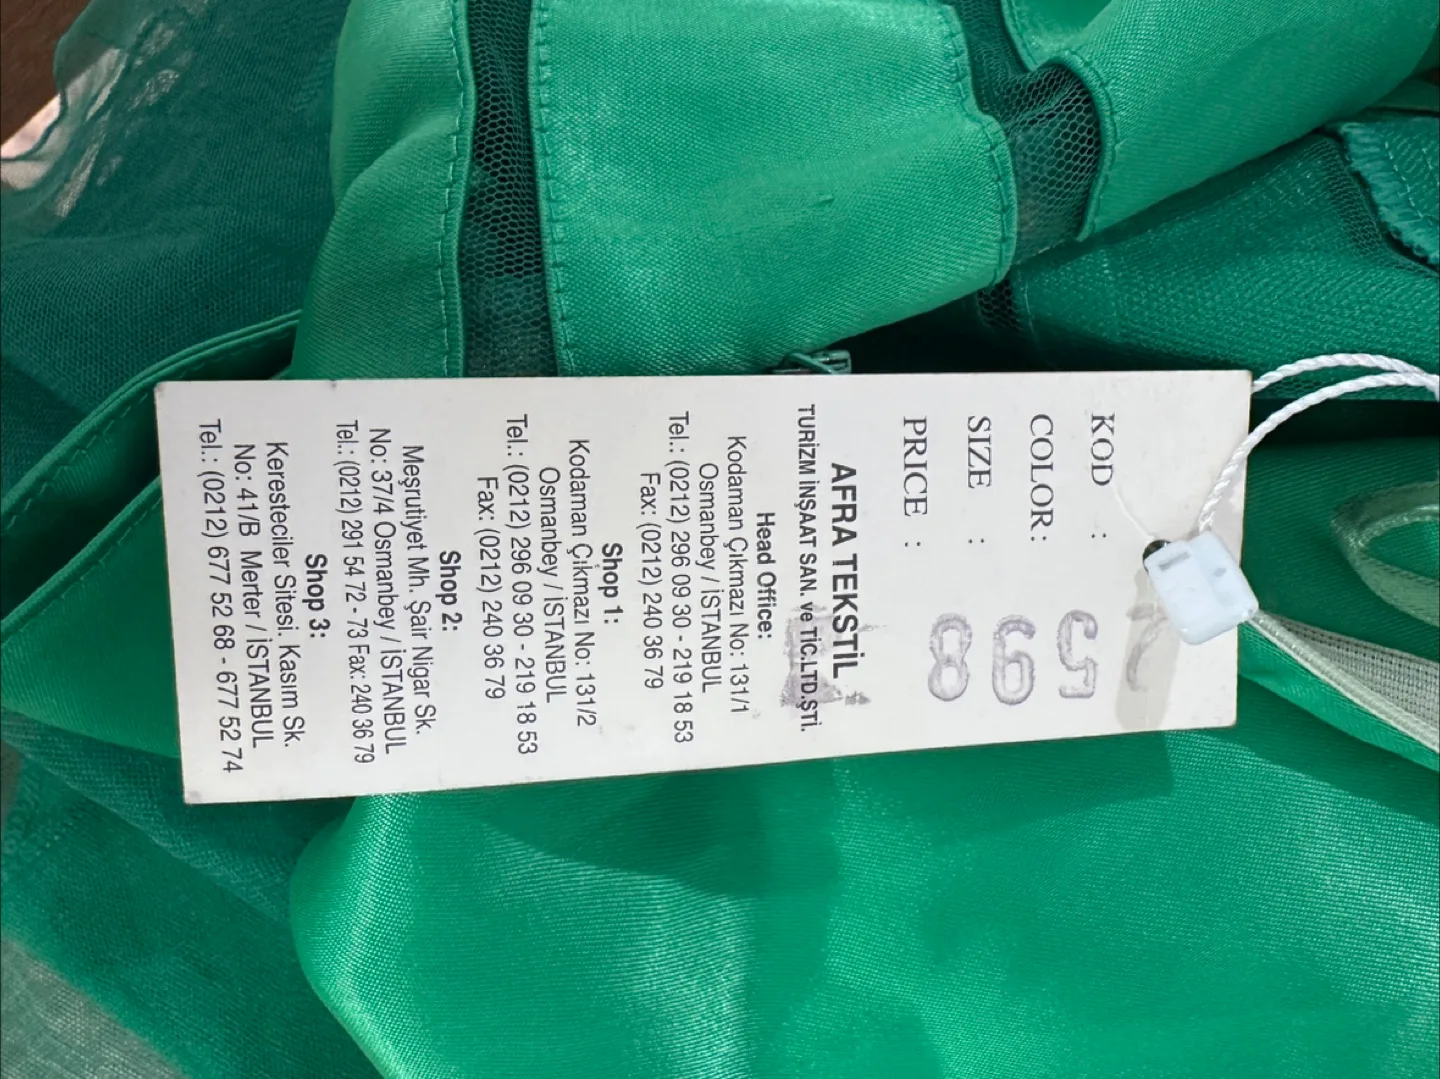 KOD :
COLOR :
SIZE :
PRICE :
AFRA TEKSTİL
TURİZM İNŞAAT SAN. ve TİC.LTD.ŞTİ.
Head Office:
Kodaman Çıkmazı No: 131/1
Osmanbey / İSTANBUL
Tel.: (0212) 296 09 30 - 219 18 53
Fax: (0212) 240 36 79
Shop 1:
Kodaman Çıkmazı No: 131/2
Osmanbey / İSTANBUL
Tel.: (0212) 296 09 30 - 219 18 53
Fax: (0212) 240 36 79
Shop 2:
Meşrutiyet Mh. Şair Nigar Sk.
No: 37/4 Osmanbey / İSTANBUL
Tel.: (0212) 291 54 72 - 73 Fax: 240 36 79
Shop 3:
Keresteciler Sitesi. Kasım Sk.
No: 41/B Merter / İSTANBUL
Tel.: (0212) 677 52 68 - 677 52 74